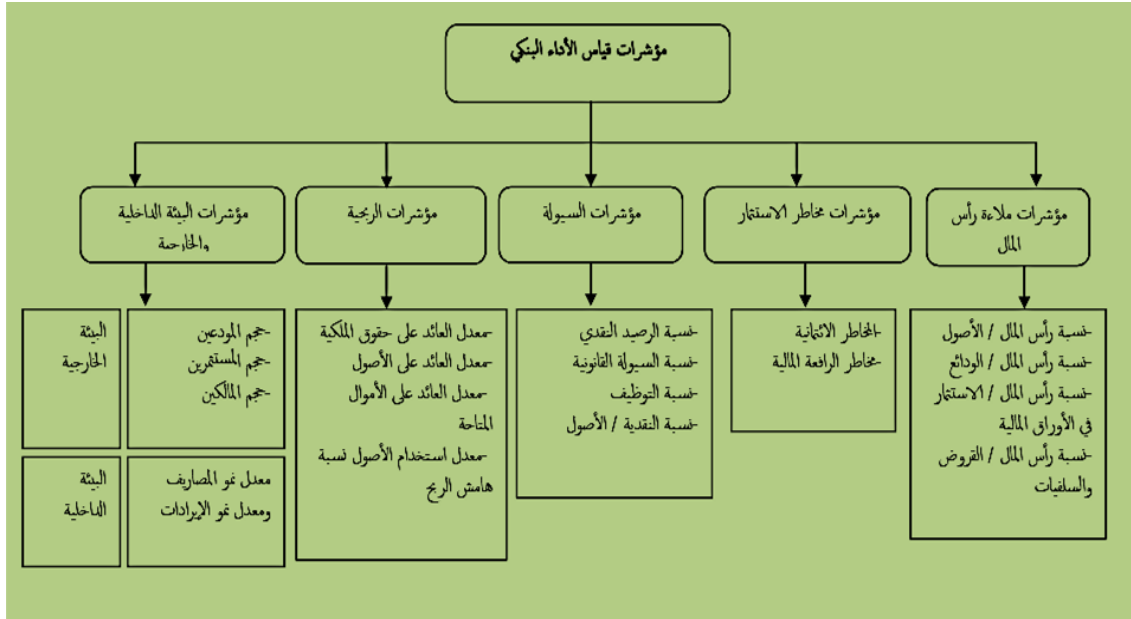 مؤشرات قياس الأداء البنكي
مؤشرات ملاءة رأس
المال
مؤشرات مخاطر الاستثمار
مؤشرات السيولة
مؤشرات الربحية
مؤشرات البيئة الداخلية
والخارجية
-نسبة رأس المال / الأصول
-نسبة رأس المال / الودائع
-نسبة رأس المال / الاستثمار
في الأوراق المالية
-نسبة رأس المال / القروض
والسلفيات
-المخاطر الائتمانية
-مخاطر الرافعة المالية
-نسبة الرصيد النقدي
-نسبة السيولة القانونية
-نسبة التوظيف
-نسبة النقدية / الأصول
-معدل العائد على حقوق الملكية
-معدل العائد على الأصول
-معدل العائد على الأموال
المتاحة
-معدل استخدام الأصول نسبة
هامش الربح
-حجم المودعين
-حجم المستثمرين
-حجم المالكين
البيئة
الخارجية
معدل نمو المصاريف
ومعدل نمو الإيرادات
البيئة
الداخلية